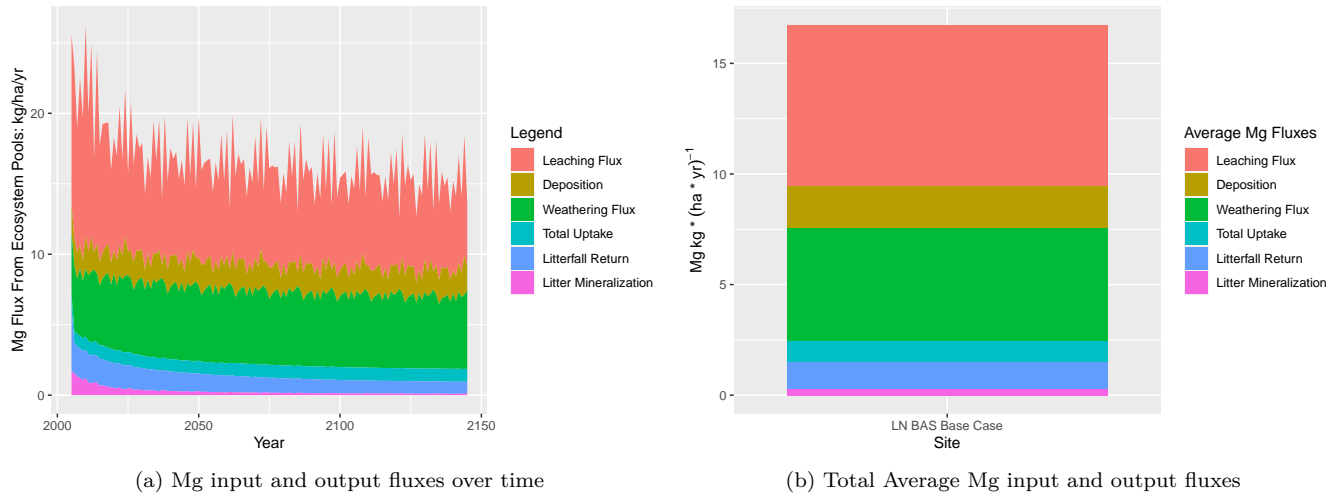 Mg Flux From Ecosystem Pools: kg/ha/yr
20
10
0
2000
2050
2100
2150
Year
Legend
Leaching Flux
Deposition
Weathering Flux
Total Uptake
Litterfall Return
Litter Mineralization
(a) Mg input and output fluxes over time
Mg kg * (ha * yr)⁻¹
15
10
5
0
LN BAS Base Case
Site
Average Mg Fluxes
Leaching Flux
Deposition
Weathering Flux
Total Uptake
Litterfall Return
Litter Mineralization
(b) Total Average Mg input and output fluxes